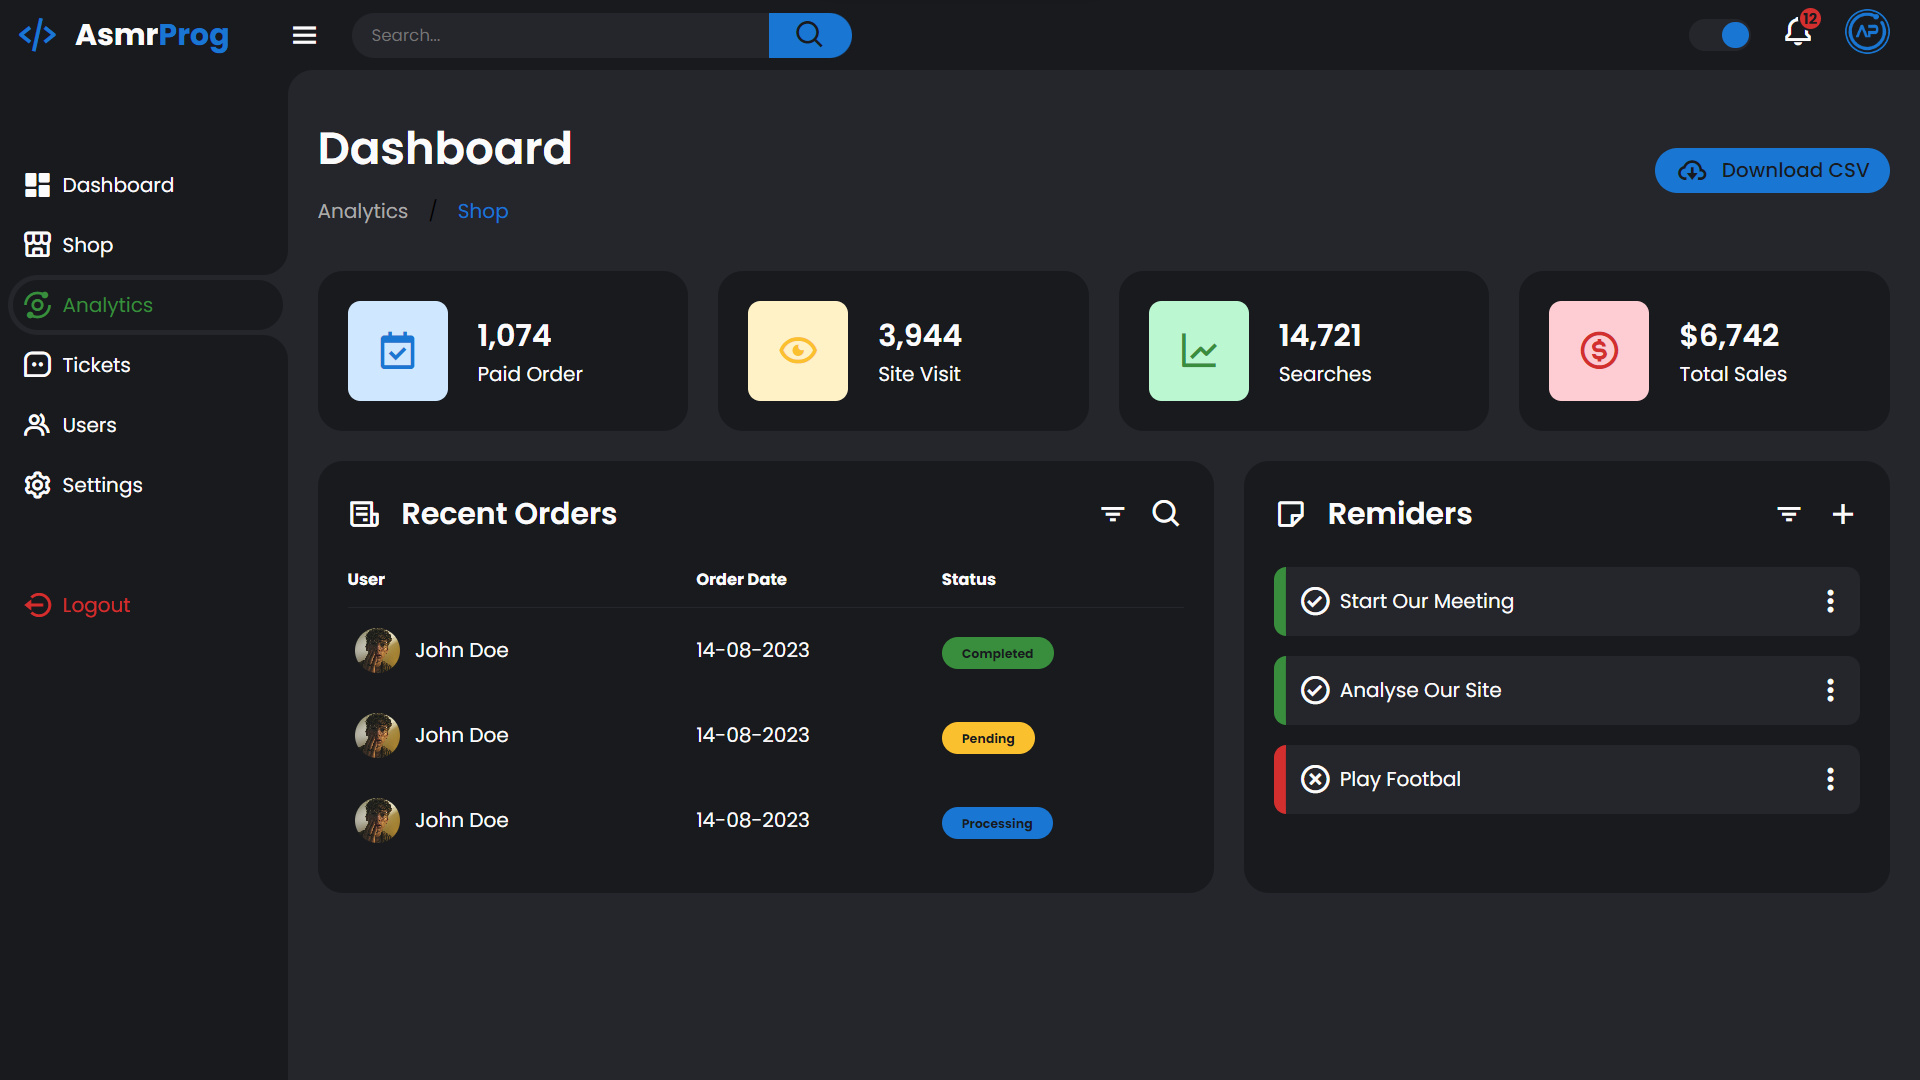 AsmrProg
Search...
12
AP
Dashboard
Shop
Analytics
Tickets
Users
Settings
Logout
Dashboard
Analytics / Shop
Download CSV
1,074
Paid Order
3,944
Site Visit
14,721
Searches
$6,742
Total Sales
Recent Orders
User Order Date Status
John Doe 14-08-2023 Completed
John Doe 14-08-2023 Pending
John Doe 14-08-2023 Processing
Remiders
Start Our Meeting
Analyse Our Site
Play Footbal